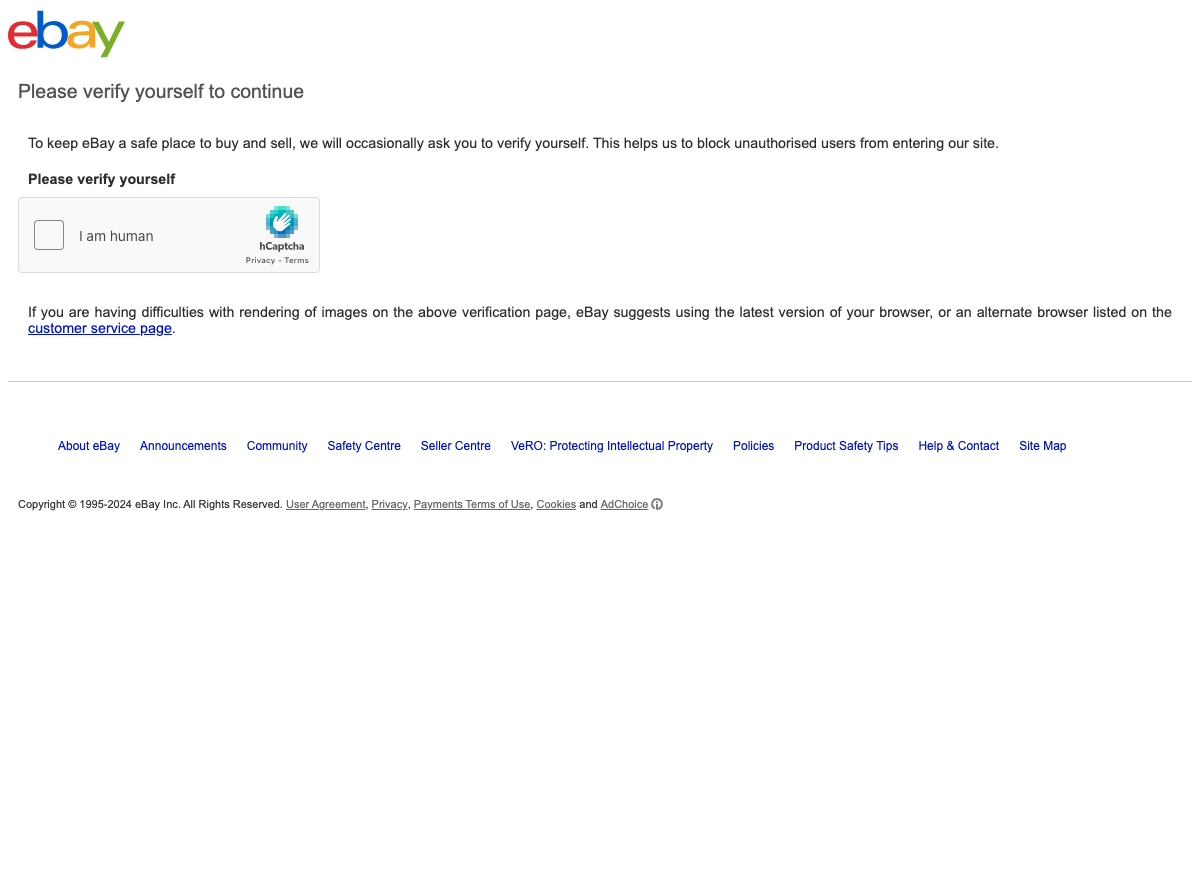 ebay
Please verify yourself to continue
To keep eBay a safe place to buy and sell, we will occasionally ask you to verify yourself. This helps us to block unauthorised users from entering our site.
Please verify yourself
I am human
hCaptcha
Privacy - Terms
If you are having difficulties with rendering of images on the above verification page, eBay suggests using the latest version of your browser, or an alternate browser listed on the
customer service page.
About eBay Announcements Community Safety Centre Seller Centre VeRO: Protecting Intellectual Property Policies Product Safety Tips Help & Contact Site Map
Copyright © 1995-2024 eBay Inc. All Rights Reserved. User Agreement, Privacy, Payments Terms of Use, Cookies and AdChoice